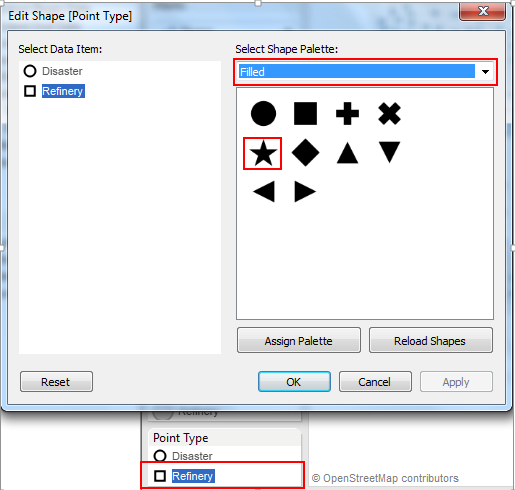 Edit Shape [Point Type]
Select Data Item:
Disaster
Refinery
Select Shape Palette:
Filled
Assign Palette
Reload Shapes
Reset
OK
Cancel
Apply
Refinery
Point Type
Disaster
Refinery
© OpenStreetMap contributors